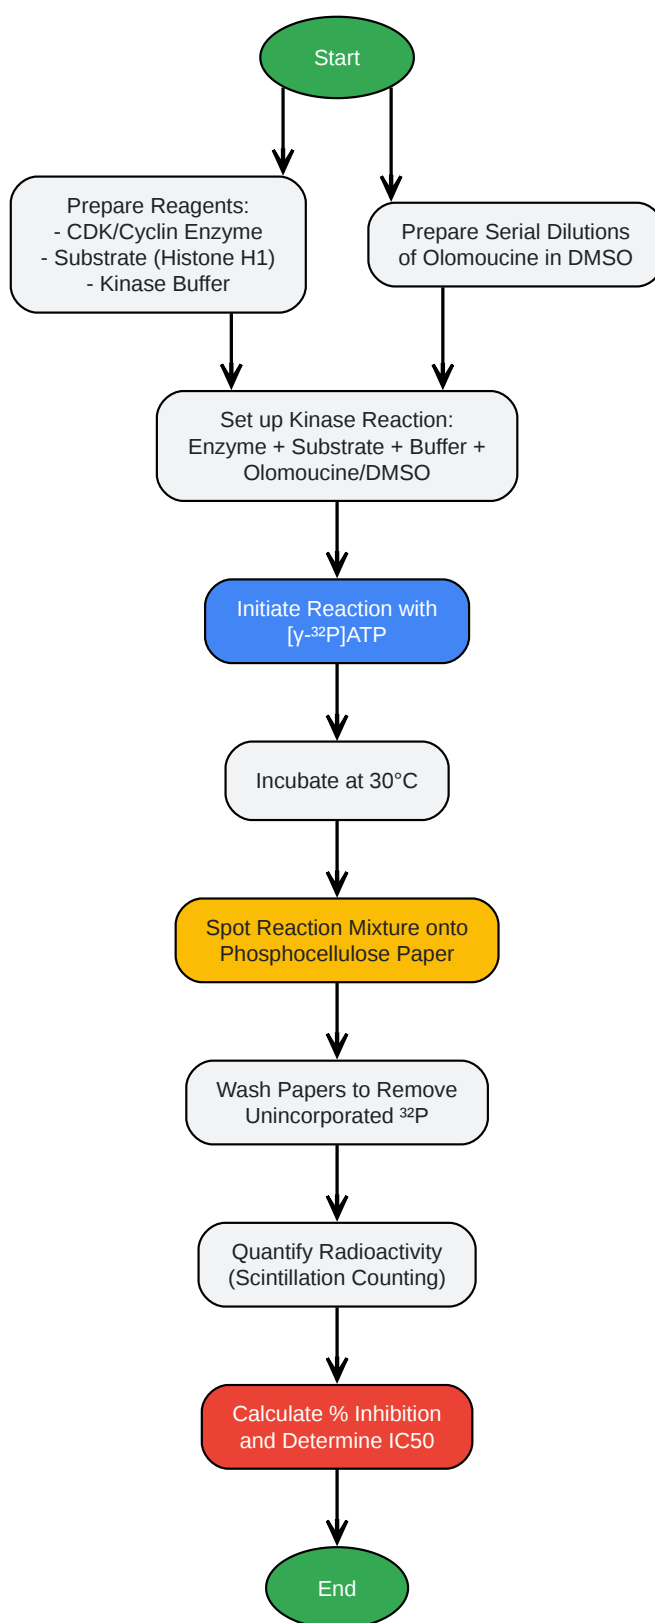 Start
Prepare Reagents:
- CDK/Cyclin Enzyme
- Substrate (Histone H1)
- Kinase Buffer
Prepare Serial Dilutions
of Olomoucine in DMSO
Set up Kinase Reaction:
Enzyme + Substrate + Buffer +
Olomoucine/DMSO
Initiate Reaction with
[γ-³²P]ATP
Incubate at 30°C
Spot Reaction Mixture onto
Phosphocellulose Paper
Wash Papers to Remove
Unincorporated ³²P
Quantify Radioactivity
(Scintillation Counting)
Calculate % Inhibition
and Determine IC50
End